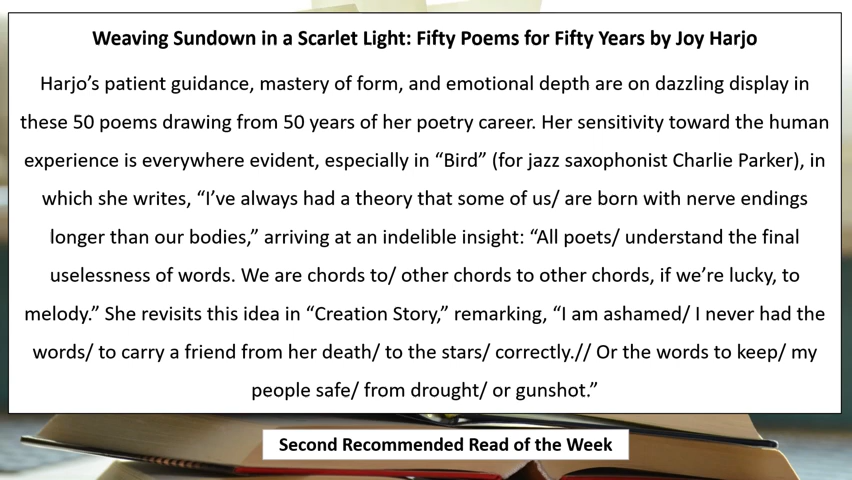 Weaving Sundown in a Scarlet Light: Fifty Poems for Fifty Years by Joy Harjo
Harjo’s patient guidance, mastery of form, and emotional depth are on dazzling display in
these 50 poems drawing from 50 years of her poetry career. Her sensitivity toward the human
experience is everywhere evident, especially in “Bird” (for jazz saxophonist Charlie Parker), in
which she writes, “I’ve always had a theory that some of us/ are born with nerve endings
longer than our bodies,” arriving at an indelible insight: “All poets/ understand the final
uselessness of words. We are chords to/ other chords to other chords, if we’re lucky, to
melody.” She revisits this idea in “Creation Story,” remarking, “I am ashamed/ I never had the
words/ to carry a friend from her death/ to the stars/ correctly.// Or the words to keep/ my
people safe/ from drought/ or gunshot.”
Second Recommended Read of the Week